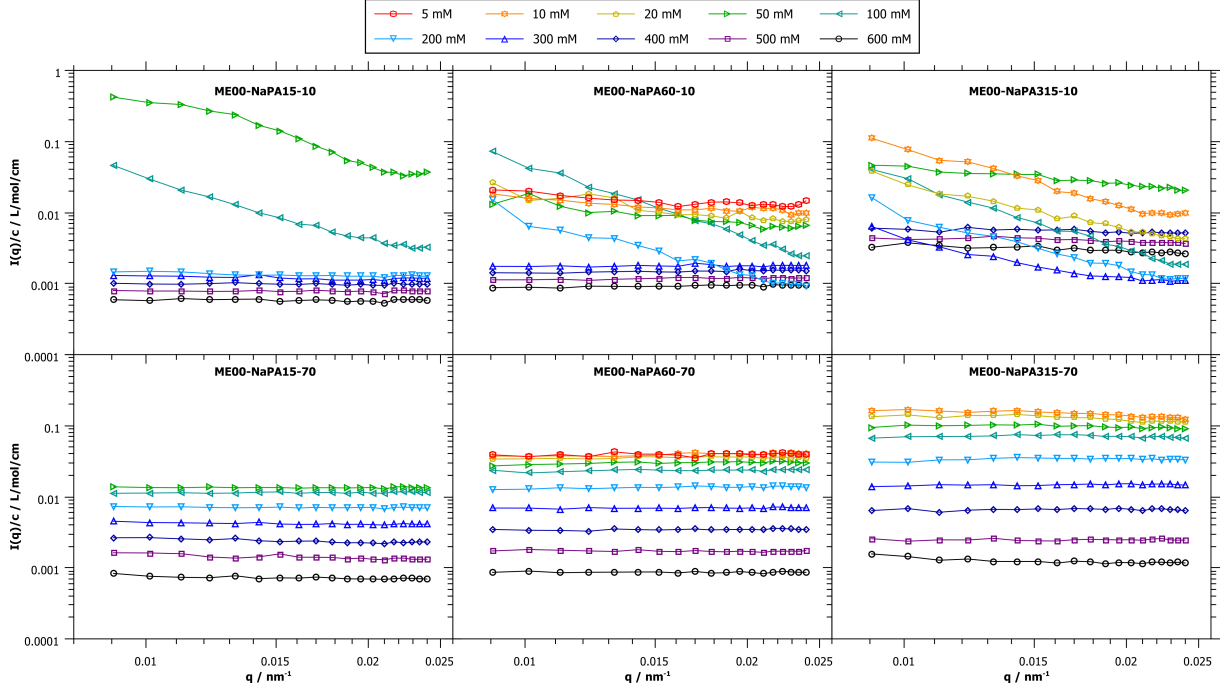 5 mM 10 mM 20 mM 50 mM 100 mM
200 mM 300 mM 400 mM 500 mM 600 mM
ME00-NaPA15-10 ME00-NaPA60-10 ME00-NaPA315-10
1
0.1
0.01
0.001
0.0001
I(q)/c / L/mol/cm
ME00-NaPA15-70 ME00-NaPA60-70 ME00-NaPA315-70
0.1
0.01
0.001
0.0001
I(q)/c / L/mol/cm
0.01 0.015 0.02 0.025 0.01 0.015 0.02 0.025 0.01 0.015 0.02 0.025
q / nm⁻¹ q / nm⁻¹ q / nm⁻¹